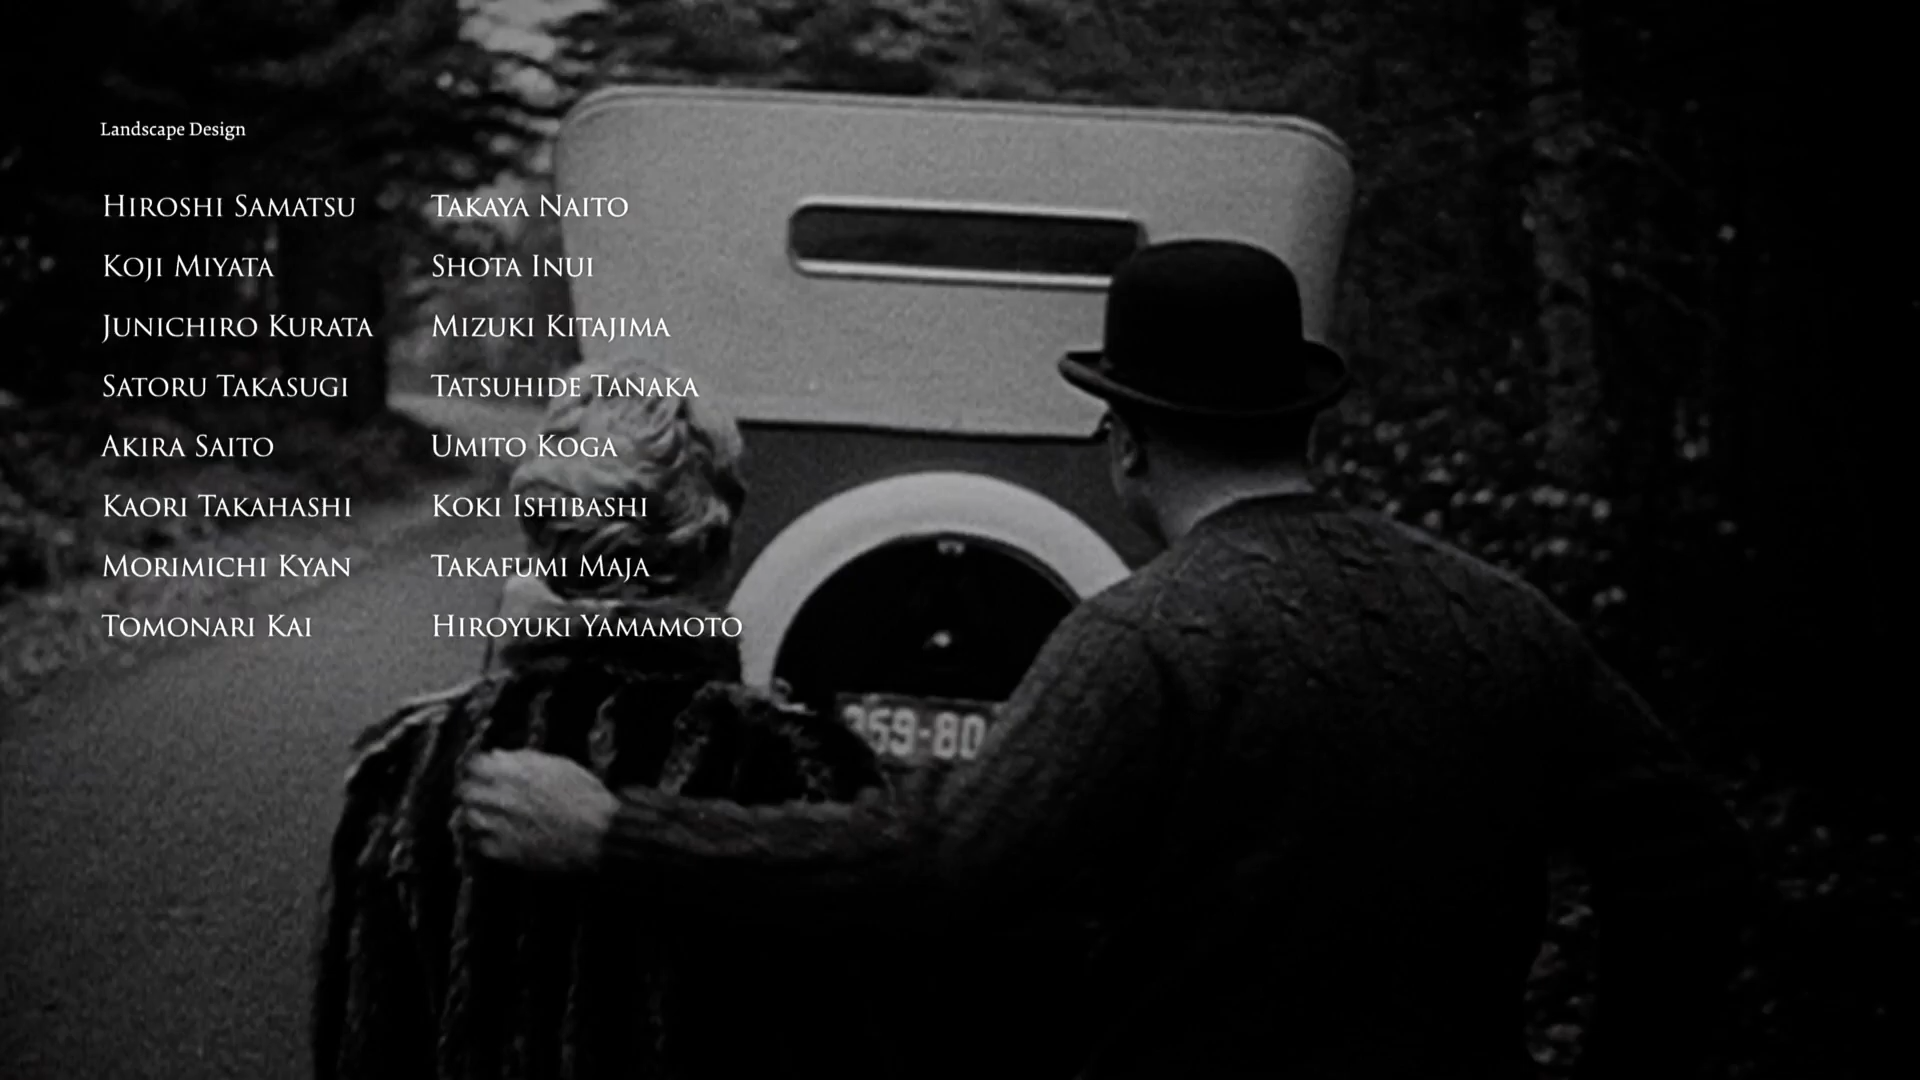 Landscape Design
HIROSHI SAMATSU
KOJI MIYATA
JUNICHIRO KURATA
SATORU TAKASUGI
AKIRA SAITO
KAORI TAKAHASHI
MORIMICHI KYAN
TOMONARI KAI
TAKAYA NAITO
SHOTA INUI
MIZUKI KITAJIMA
TATSUHIDE TANAKA
UMITO KOGA
KOKI ISHIBASHI
TAKAFUMI MAJA
HIROYUKI YAMAMOTO